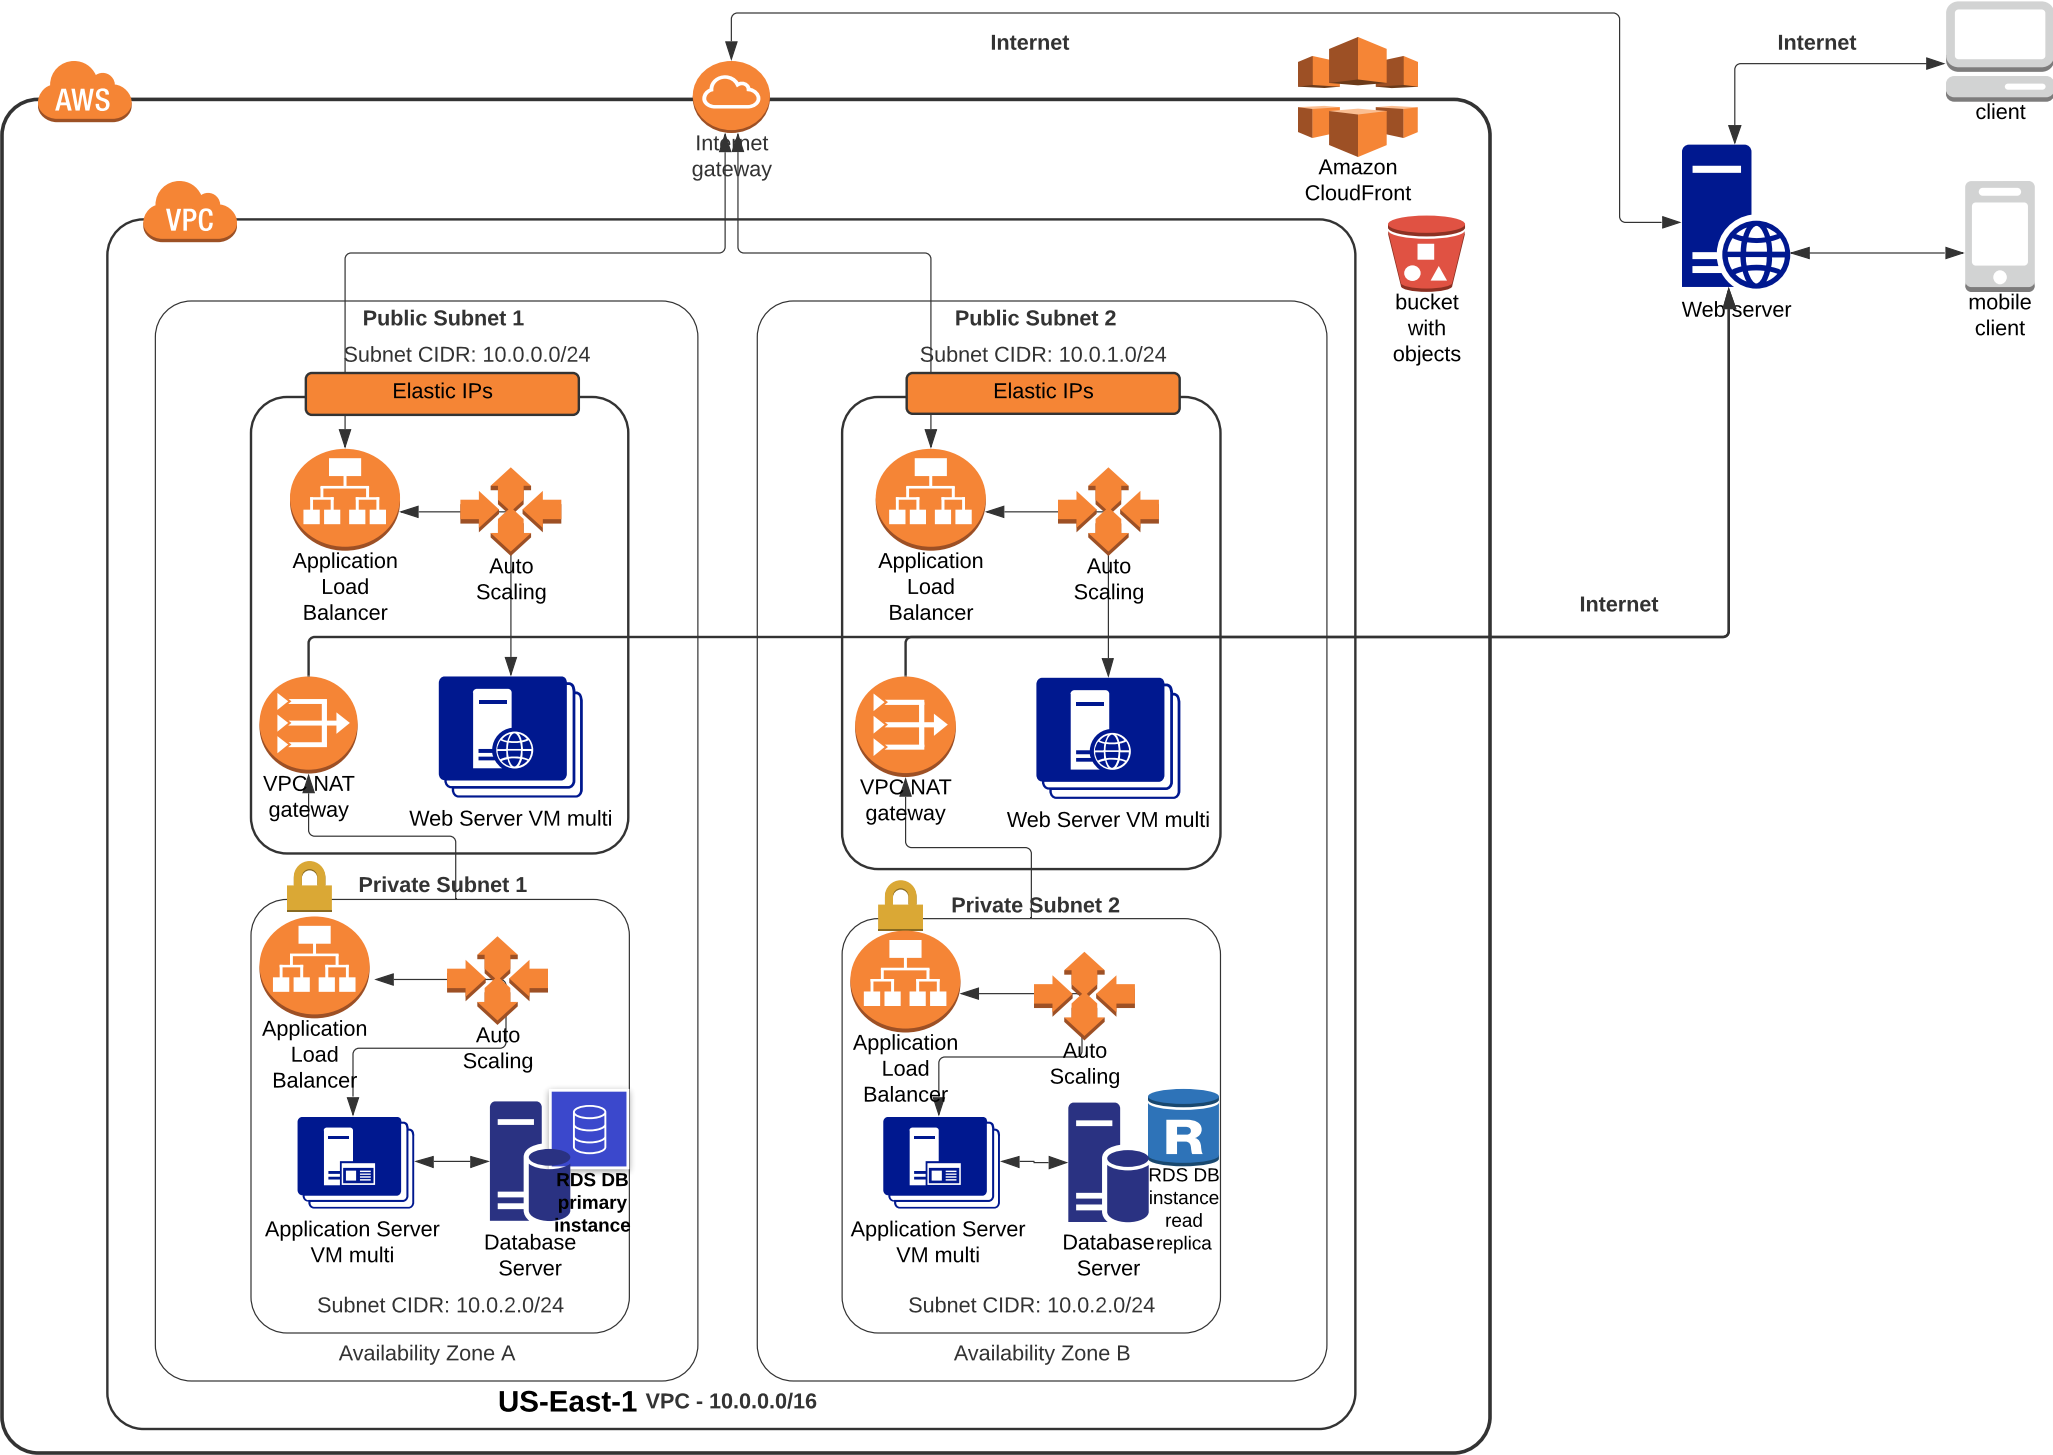 Internet
Internet
AWS
client
Internet
gateway
Amazon
CloudFront
VPC
bucket
with
objects
Web server
mobile
client
Public Subnet 1
Subnet CIDR: 10.0.0.0/24
Elastic IPs
Public Subnet 2
Subnet CIDR: 10.0.1.0/24
Elastic IPs
Application
Load
Balancer
Auto
Scaling
Application
Load
Balancer
Auto
Scaling
Internet
VPC NAT
gateway
Web Server VM multi
VPC NAT
gateway
Web Server VM multi
Private Subnet 1
Application
Load
Balancer
Auto
Scaling
Application Server
VM multi
RDS DB
primary
instance
Database
Server
Subnet CIDR: 10.0.2.0/24
Availability Zone A
Private Subnet 2
Application
Load
Balancer
Auto
Scaling
Application Server
VM multi
R
RDS DB
instance
read
replica
Database
Server
Subnet CIDR: 10.0.2.0/24
Availability Zone B
US-East-1 VPC - 10.0.0.0/16